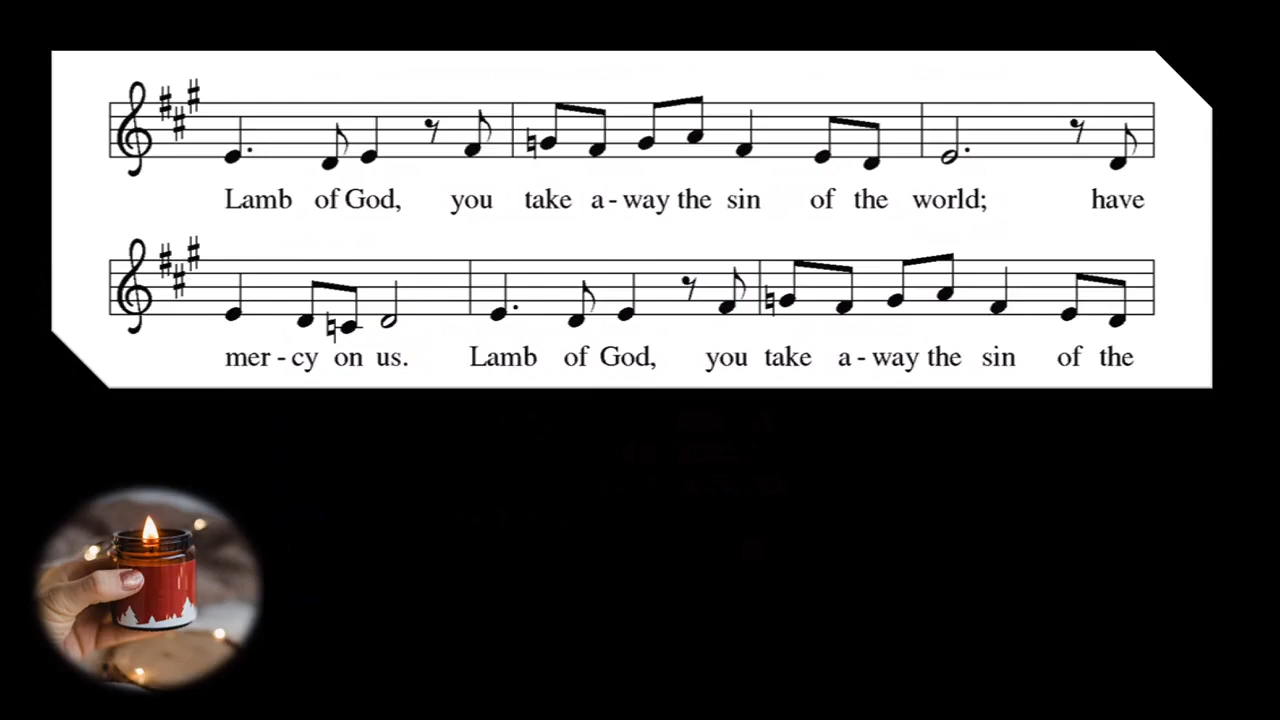 Lamb of God, you take a - way the sin of the world; have
mer - cy on us. Lamb of God, you take a - way the sin of the